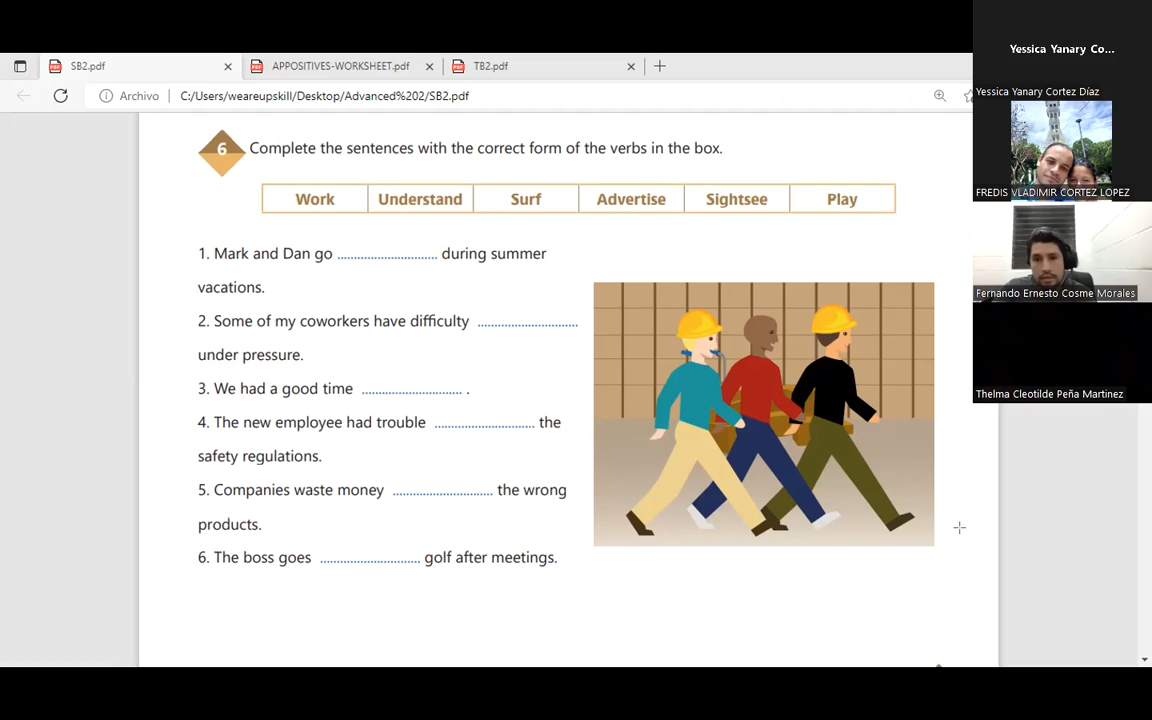 SB2.pdf
APPOSITIVES-WORKSHEET.pdf
TB2.pdf
Archivo
C:/Users/weareupskill/Desktop/Advanced%202/SB2.pdf
6
Complete the sentences with the correct form of the verbs in the box.
Work Understand Surf Advertise Sightsee Play
1. Mark and Dan go .............................. during summer
vacations.
2. Some of my coworkers have difficulty ..............................
under pressure.
3. We had a good time .............................. .
4. The new employee had trouble .............................. the
safety regulations.
5. Companies waste money .............................. the wrong
products.
6. The boss goes .............................. golf after meetings.
Yessica Yanary Co...
Yessica Yanary Cortez Díaz
FREDIS VLADIMIR CORTEZ LOPEZ
Fernando Ernesto Cosme Morales
Thelma Cleotilde Peña Martinez